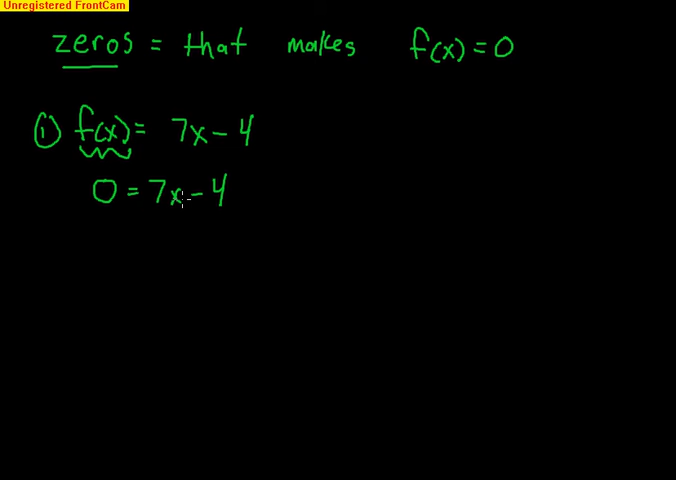 Unregistered FrontCam
zeros = that makes f(x) = 0
① f(x) = 7x - 4
0 = 7x - 4